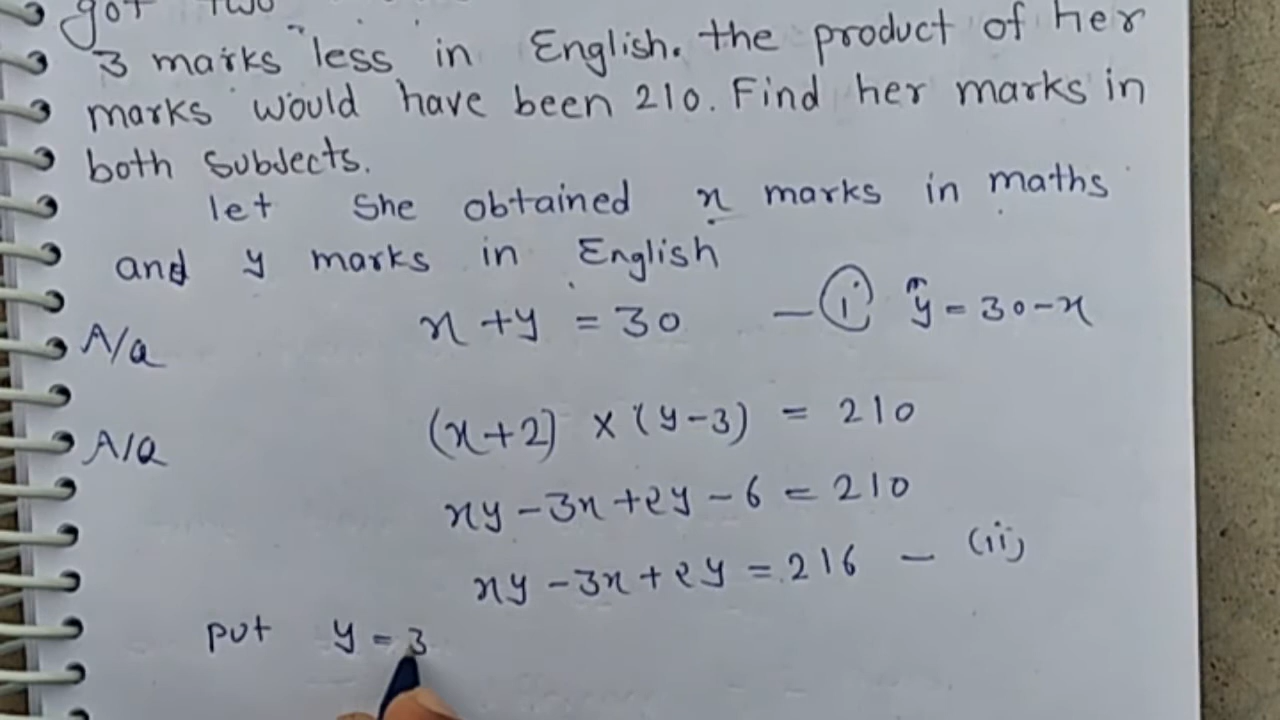 got two
3 marks less in English. the product of her
marks would have been 210. Find her marks in
both Subjects.
let She obtained x marks in maths
and y marks in English
A/Q x + y = 30 — (i) y = 30 - x
A/Q (x+2) × (y-3) = 210
xy - 3x + 2y - 6 = 210
xy - 3x + 2y = 216 — (ii)
put y = 3